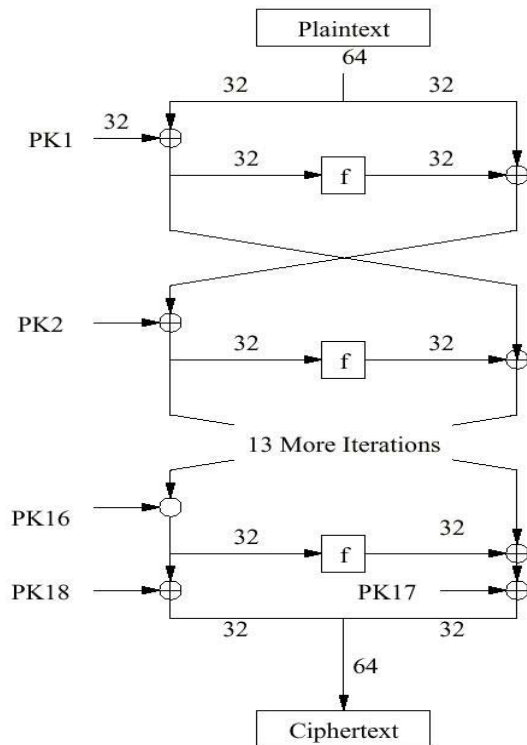 Plaintext
64
32 32
32
PK1
32 32
f
PK2
32 32
f
13 More Iterations
PK16
32 32
f
PK18 PK17
32 32
64
Ciphertext